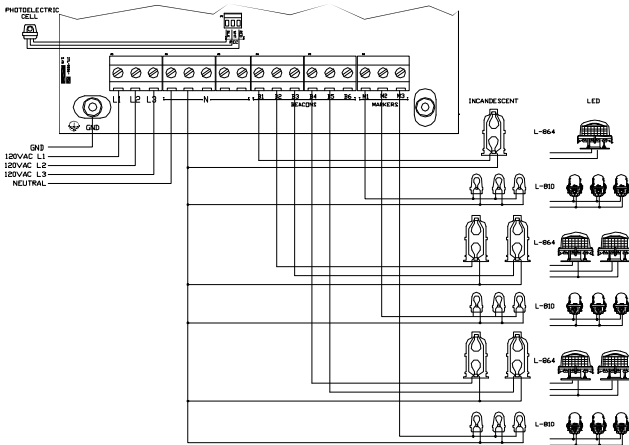 PHOTOELECTRIC
CELL
L1 L2 L3 N B1 B2 B3 B4 B5 B6 M1 M2 M3
BEACONS MARKERS
GND
INCANDESCENT LED
L-864
GND
120VAC L1
120VAC L2
120VAC L3
NEUTRAL
L-810
L-864
L-810
L-864
L-810